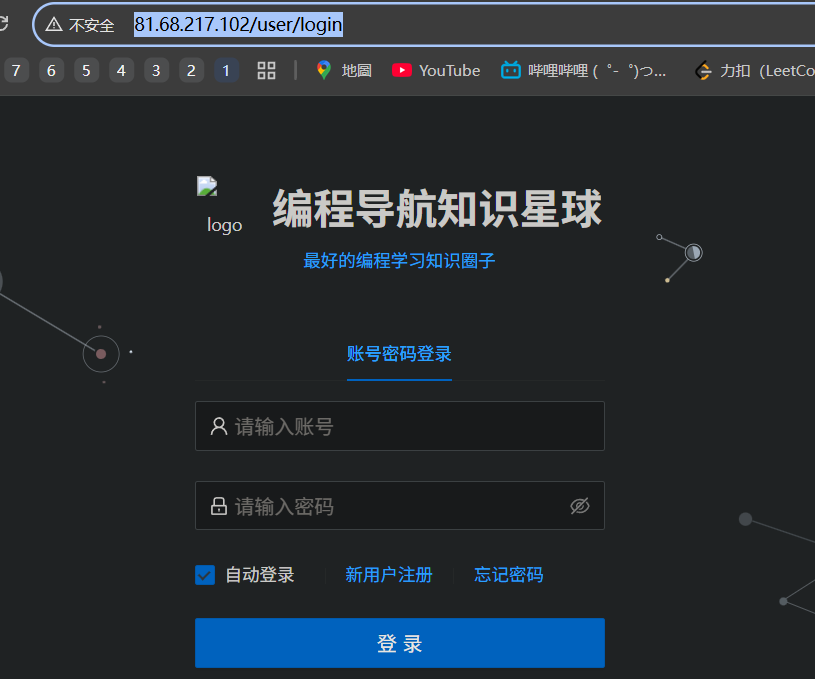 不安全 81.68.217.102/user/login
7 6 5 4 3 2 1 地圖 YouTube 哔哩哔哩 ( ゜- ゜)つ... 力扣（LeetCo
logo 编程导航知识星球
最好的编程学习知识圈子
账号密码登录
请输入账号
请输入密码
自动登录 新用户注册 忘记密码
登 录